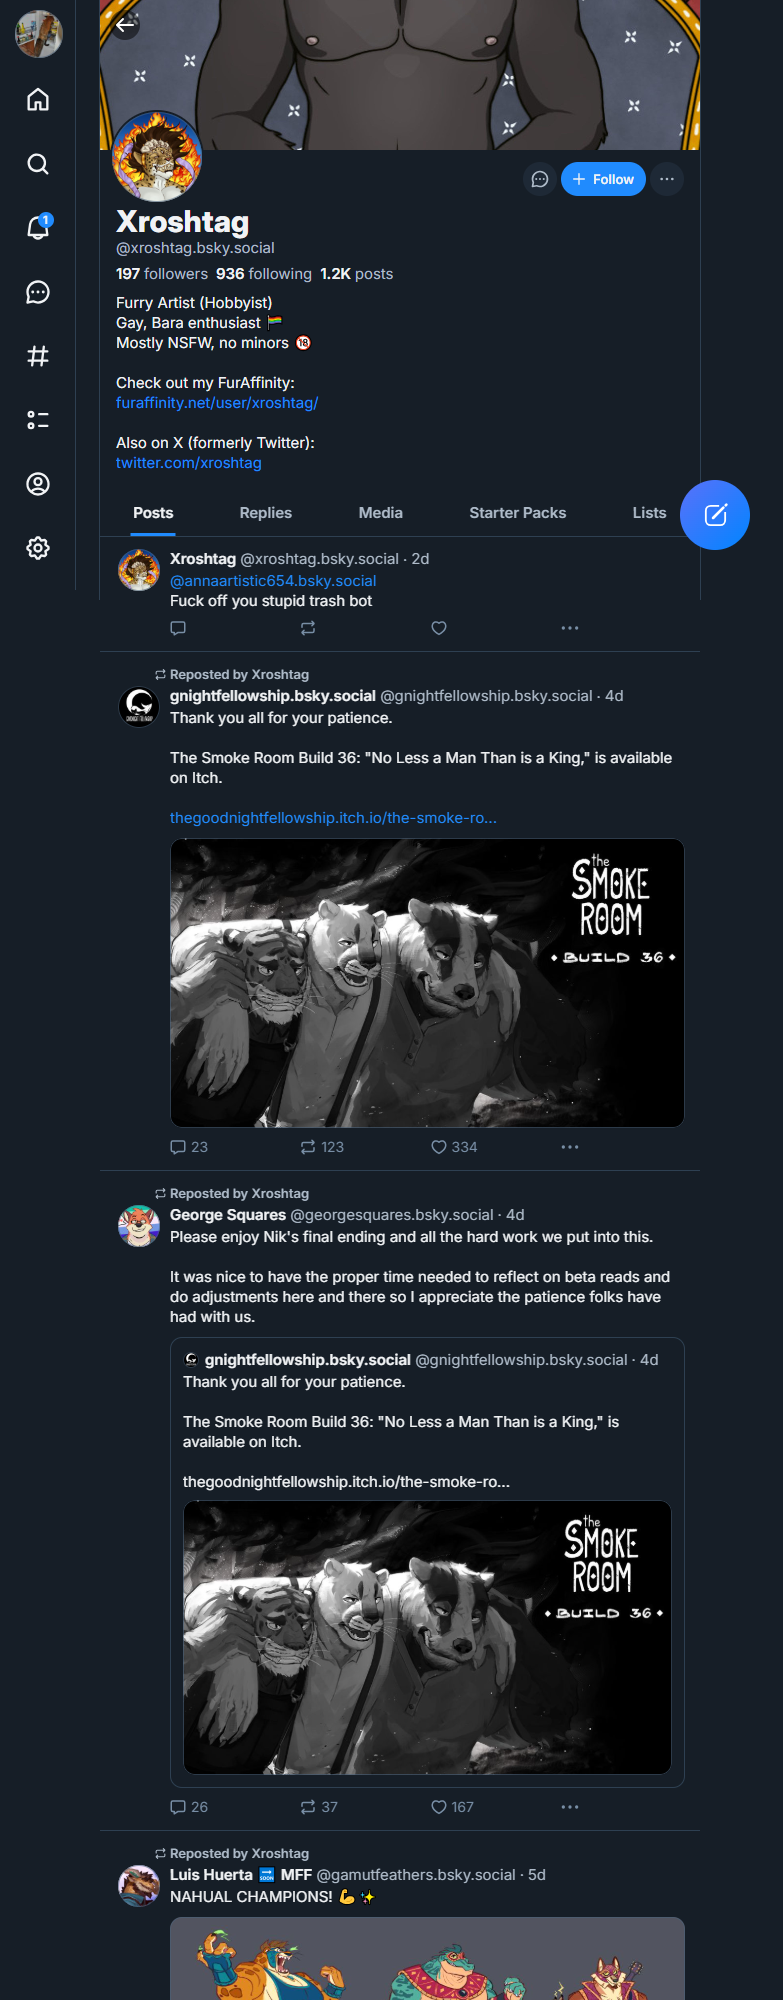 1
Follow
Xroshtag
@xroshtag.bsky.social
197 followers 936 following 1.2K posts
Furry Artist (Hobbyist)
Gay, Bara enthusiast 🏳️‍🌈
Mostly NSFW, no minors 🔞
Check out my FurAffinity:
furaffinity.net/user/xroshtag/
Also on X (formerly Twitter):
twitter.com/xroshtag
Posts Replies Media Starter Packs Lists
Xroshtag @xroshtag.bsky.social · 2d
@annaartistic654.bsky.social
Fuck off you stupid trash bot
Reposted by Xroshtag
gnightfellowship.bsky.social @gnightfellowship.bsky.social · 4d
Thank you all for your patience.
The Smoke Room Build 36: "No Less a Man Than is a King," is available
on Itch.
thegoodnightfellowship.itch.io/the-smoke-ro...
the
SMOKE
ROOM
BUILD 36
23 123 334
Reposted by Xroshtag
George Squares @georgesquares.bsky.social · 4d
Please enjoy Nik's final ending and all the hard work we put into this.
It was nice to have the proper time needed to reflect on beta reads and
do adjustments here and there so I appreciate the patience folks have
had with us.
gnightfellowship.bsky.social @gnightfellowship.bsky.social · 4d
Thank you all for your patience.
The Smoke Room Build 36: "No Less a Man Than is a King," is
available on Itch.
thegoodnightfellowship.itch.io/the-smoke-ro...
the
SMOKE
ROOM
BUILD 36
26 37 167
Reposted by Xroshtag
Luis Huerta 🔜 MFF @gamutfeathers.bsky.social · 5d
NAHUAL CHAMPIONS! 💪✨